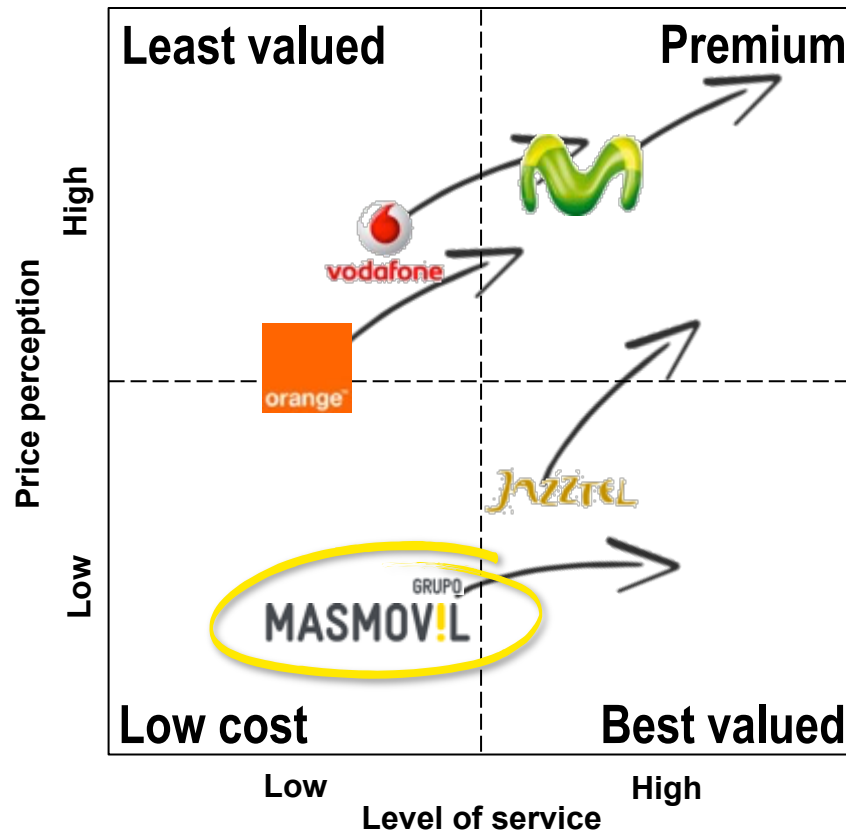 Least valued
Premium
High
vodafone
Price perception
orange™
JAZZTEL
Low
GRUPO
MASMOV!L
Low cost
Best valued
Low
High
Level of service